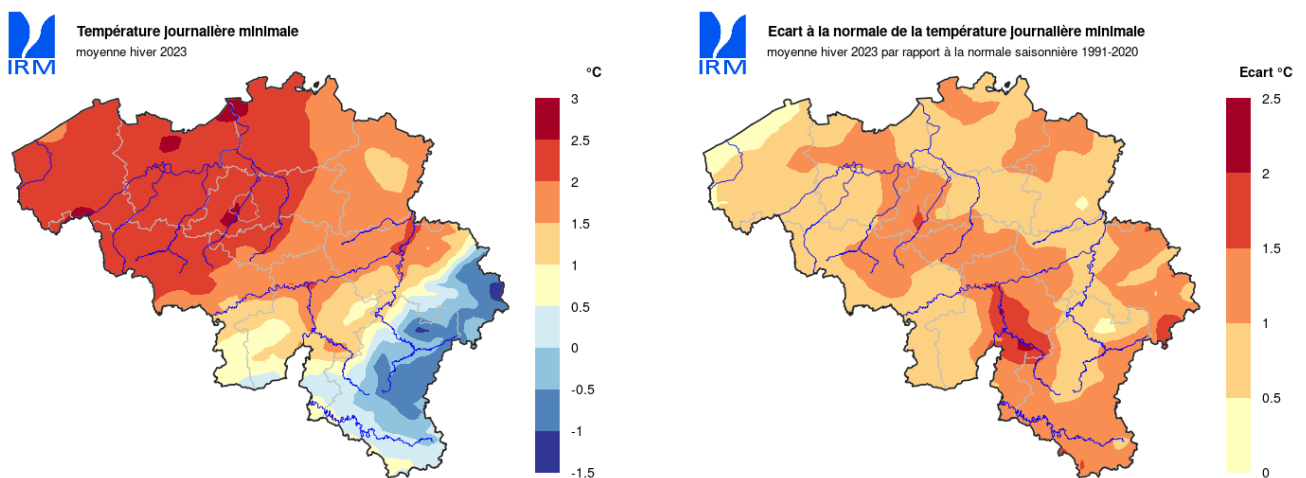 IRM
Température journalière minimale
moyenne hiver 2023
°C
3
2.5
2
1.5
1
0.5
0
-0.5
-1
-1.5
IRM
Ecart à la normale de la température journalière minimale
moyenne hiver 2023 par rapport à la normale saisonnière 1991-2020
Ecart °C
2.5
2
1.5
1
0.5
0